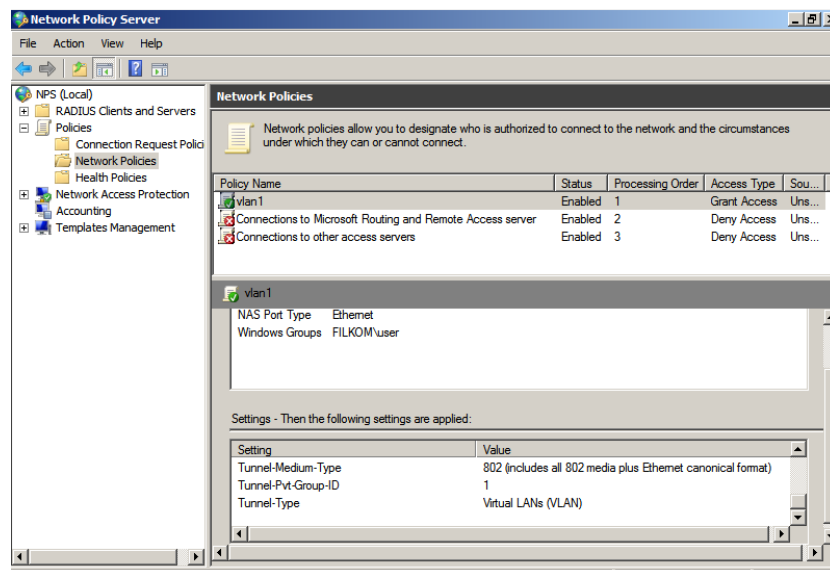 Network Policy Server
File Action View Help
NPS (Local)
RADIUS Clients and Servers
Policies
Connection Request Polici
Network Policies
Health Policies
Network Access Protection
Accounting
Templates Management
Network Policies
Network policies allow you to designate who is authorized to connect to the network and the circumstances
under which they can or cannot connect.
Policy Name Status Processing Order Access Type Sou...
vlan1 Enabled 1 Grant Access Uns...
Connections to Microsoft Routing and Remote Access server Enabled 2 Deny Access Uns...
Connections to other access servers Enabled 3 Deny Access Uns...
vlan1
NAS Port Type Ethernet
Windows Groups FILKOM\user
Settings - Then the following settings are applied:
Setting Value
Tunnel-Medium-Type 802 (includes all 802 media plus Ethernet canonical format)
Tunnel-Pvt-Group-ID 1
Tunnel-Type Virtual LANs (VLAN)